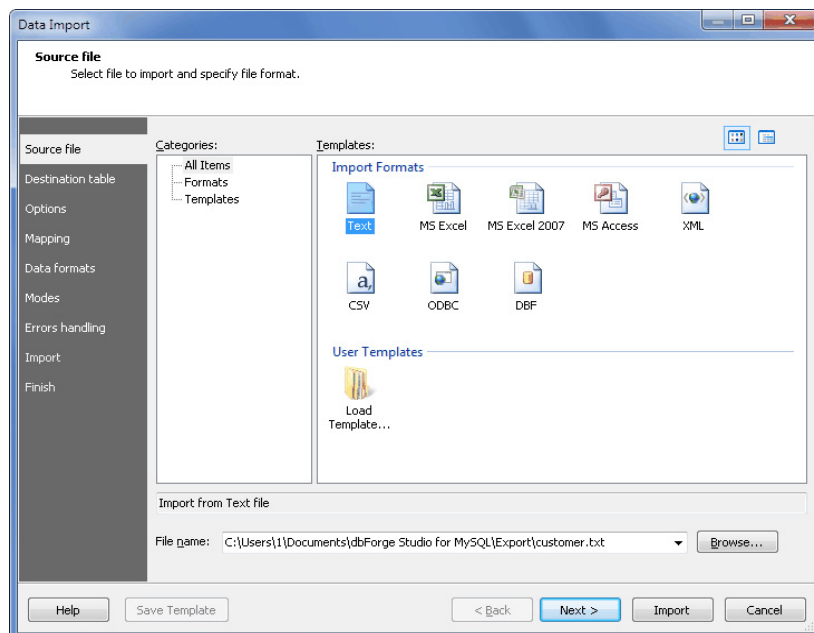 Data Import
Source file
Select file to import and specify file format.
Source file
Destination table
Options
Mapping
Data formats
Modes
Errors handling
Import
Finish
Categories:
All Items
Formats
Templates
Templates:
Import Formats
Text
MS Excel
MS Excel 2007
MS Access
XML
CSV
ODBC
DBF
User Templates
Load
Template...
Import from Text file
File name: C:\Users\1\Documents\dbForge Studio for MySQL\Export\customer.txt
Browse...
Help
Save Template
< Back
Next >
Import
Cancel